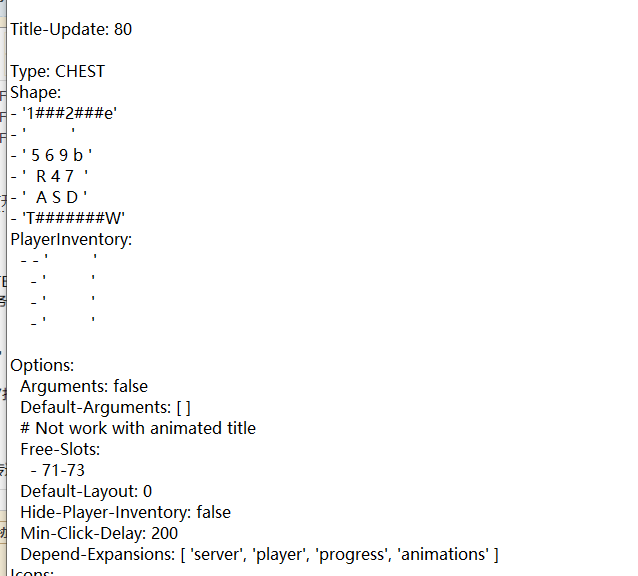 Title-Update: 80
Type: CHEST
Shape:
- '1###2###e'
- '         '
- ' 5 6 9 b '
- '  R 4 7  '
- '  A S D '
- 'T#######W'
PlayerInventory:
  - - '         '
    - '         '
    - '         '
    - '         '
Options:
  Arguments: false
  Default-Arguments: [ ]
  # Not work with animated title
  Free-Slots:
    - 71-73
  Default-Layout: 0
  Hide-Player-Inventory: false
  Min-Click-Delay: 200
  Depend-Expansions: [ 'server', 'player', 'progress', 'animations' ]
Icons: